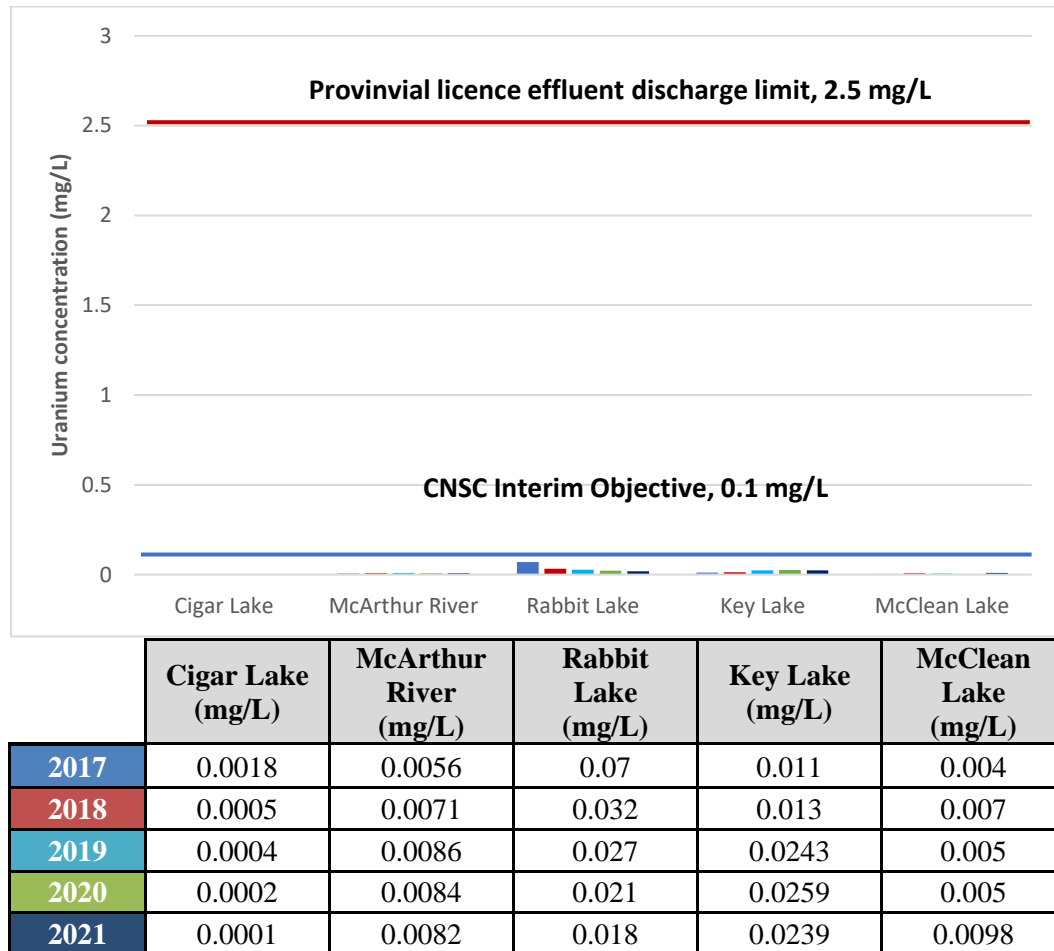 3
Provinvial licence effluent discharge limit, 2.5 mg/L
2.5
2
1.5
1
0.5
0
Uranium concentration (mg/L)
CNSC Interim Objective, 0.1 mg/L
Cigar Lake McArthur River Rabbit Lake Key Lake McClean Lake
Cigar Lake
(mg/L)
McArthur
River
(mg/L)
Rabbit
Lake
(mg/L)
Key Lake
(mg/L)
McClean
Lake
(mg/L)
2017 0.0018 0.0056 0.07 0.011 0.004
2018 0.0005 0.0071 0.032 0.013 0.007
2019 0.0004 0.0086 0.027 0.0243 0.005
2020 0.0002 0.0084 0.021 0.0259 0.005
2021 0.0001 0.0082 0.018 0.0239 0.0098